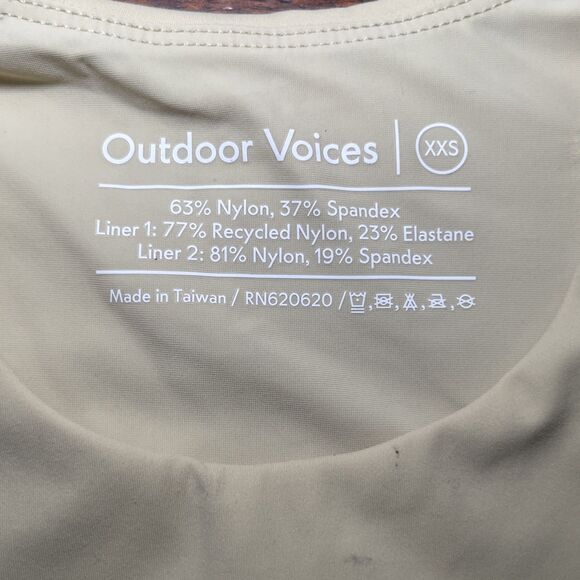 Outdoor Voices | XXS
63% Nylon, 37% Spandex
Liner 1: 77% Recycled Nylon, 23% Elastane
Liner 2: 81% Nylon, 19% Spandex
Made in Taiwan / RN620620 /